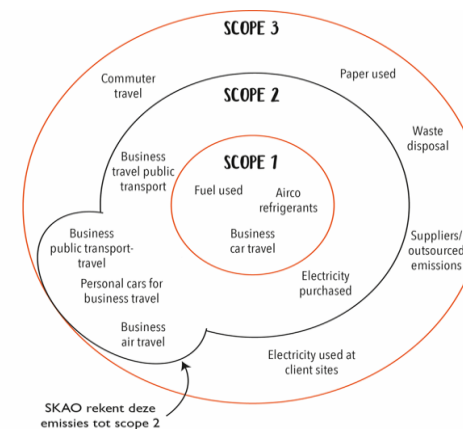 SCOPE 3
Commuter
travel
Paper used
SCOPE 2
Waste
disposal
Business
travel public
transport
SCOPE 1
Fuel used
Airco
refrigerants
Business
car travel
Business
public transport-
travel
Suppliers/
outsourced
emissions
Personal cars for
business travel
Electricity
purchased
Business
air travel
Electricity used at
client sites
SKAO rekent deze
emissies tot scope 2